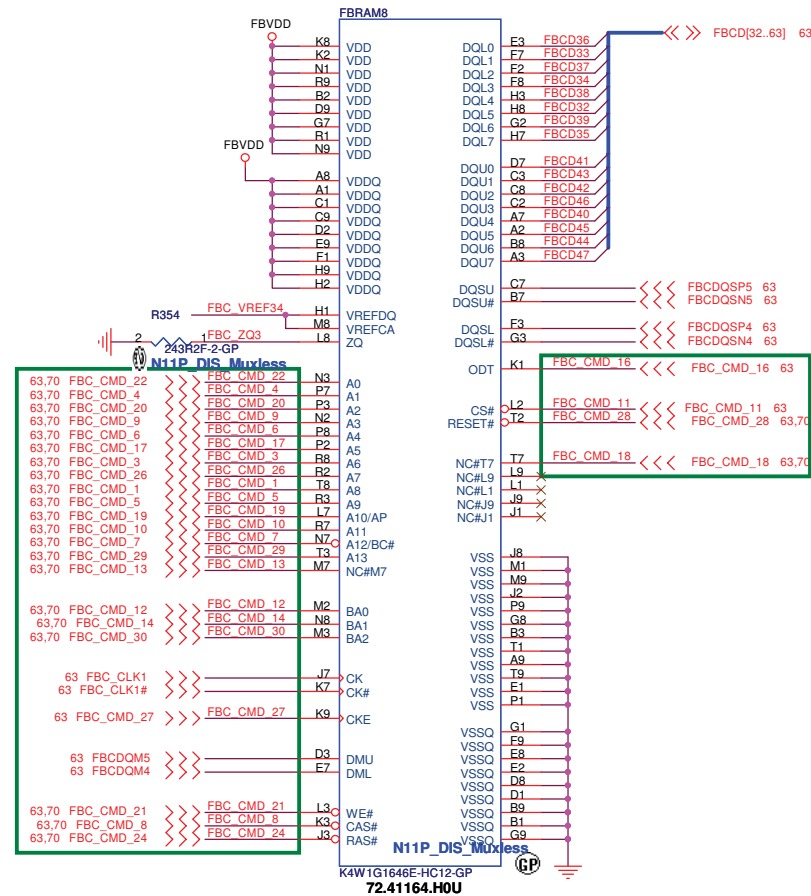 FBRAM8
FBVDD
K8 VDD
K2 VDD
N1 VDD
R9 VDD
B2 VDD
D9 VDD
G7 VDD
R1 VDD
N9 VDD
FBVDD
A8 VDDQ
A1 VDDQ
C1 VDDQ
C9 VDDQ
D2 VDDQ
E9 VDDQ
F1 VDDQ
H9 VDDQ
H2 VDDQ
R354 FBC_VREF34 H1 VREFDQ
M8 VREFCA
2 1 FBC_ZQ3 L8 ZQ
243R2F-2-GP
N11P_DIS_Muxless
63,70 FBC_CMD_22 FBC_CMD_22 N3 A0
63,70 FBC_CMD_4 FBC_CMD_4 P7 A1
63,70 FBC_CMD_20 FBC_CMD_20 P3 A2
63,70 FBC_CMD_9 FBC_CMD_9 N2 A3
63,70 FBC_CMD_6 FBC_CMD_6 P8 A4
63,70 FBC_CMD_17 FBC_CMD_17 P2 A5
63,70 FBC_CMD_3 FBC_CMD_3 R8 A6
63,70 FBC_CMD_26 FBC_CMD_26 R2 A7
63,70 FBC_CMD_1 FBC_CMD_1 T8 A8
63,70 FBC_CMD_5 FBC_CMD_5 R3 A9
63,70 FBC_CMD_19 FBC_CMD_19 L7 A10/AP
63,70 FBC_CMD_10 FBC_CMD_10 R7 A11
63,70 FBC_CMD_7 FBC_CMD_7 N7 A12/BC#
63,70 FBC_CMD_29 FBC_CMD_29 T3 A13
63,70 FBC_CMD_13 FBC_CMD_13 M7 NC#M7
63,70 FBC_CMD_12 FBC_CMD_12 M2 BA0
63,70 FBC_CMD_14 FBC_CMD_14 N8 BA1
63,70 FBC_CMD_30 FBC_CMD_30 M3 BA2
63 FBC_CLK1 J7 CK
63 FBC_CLK1# K7 CK#
63 FBC_CMD_27 FBC_CMD_27 K9 CKE
63 FBCDQM5 D3 DMU
63 FBCDQM4 E7 DML
63,70 FBC_CMD_21 FBC_CMD_21 L3 WE#
63,70 FBC_CMD_8 FBC_CMD_8 K3 CAS#
63,70 FBC_CMD_24 FBC_CMD_24 J3 RAS#
DQL0 E3 FBCD36 FBCD[32..63] 63
DQL1 F7 FBCD33
DQL2 F2 FBCD37
DQL3 F8 FBCD34
DQL4 H3 FBCD38
DQL5 H8 FBCD32
DQL6 G2 FBCD39
DQL7 H7 FBCD35
DQU0 D7 FBCD41
DQU1 C3 FBCD43
DQU2 C8 FBCD42
DQU3 C2 FBCD46
DQU4 A7 FBCD40
DQU5 A2 FBCD45
DQU6 B8 FBCD44
DQU7 A3 FBCD47
DQSU C7 FBCDQSP5 63
DQSU# B7 FBCDQSN5 63
DQSL F3 FBCDQSP4 63
DQSL# G3 FBCDQSN4 63
ODT K1 FBC_CMD_16 FBC_CMD_16 63
CS# L2 FBC_CMD_11 FBC_CMD_11 63
RESET# T2 FBC_CMD_28 FBC_CMD_28 63,70
NC#T7 T7 FBC_CMD_18 FBC_CMD_18 63,70
NC#L9 L9
NC#L1 L1
NC#J9 J9
NC#J1 J1
VSS J8
VSS M1
VSS M9
VSS J2
VSS P9
VSS G8
VSS B3
VSS T1
VSS A9
VSS T9
VSS E1
VSS P1
VSSQ G1
VSSQ F9
VSSQ E8
VSSQ E2
VSSQ D8
VSSQ D1
VSSQ B9
VSSQ B1
VSSQ G9
N11P_DIS_Muxless
GP
K4W1G1646E-HC12-GP
72.41164.H0U